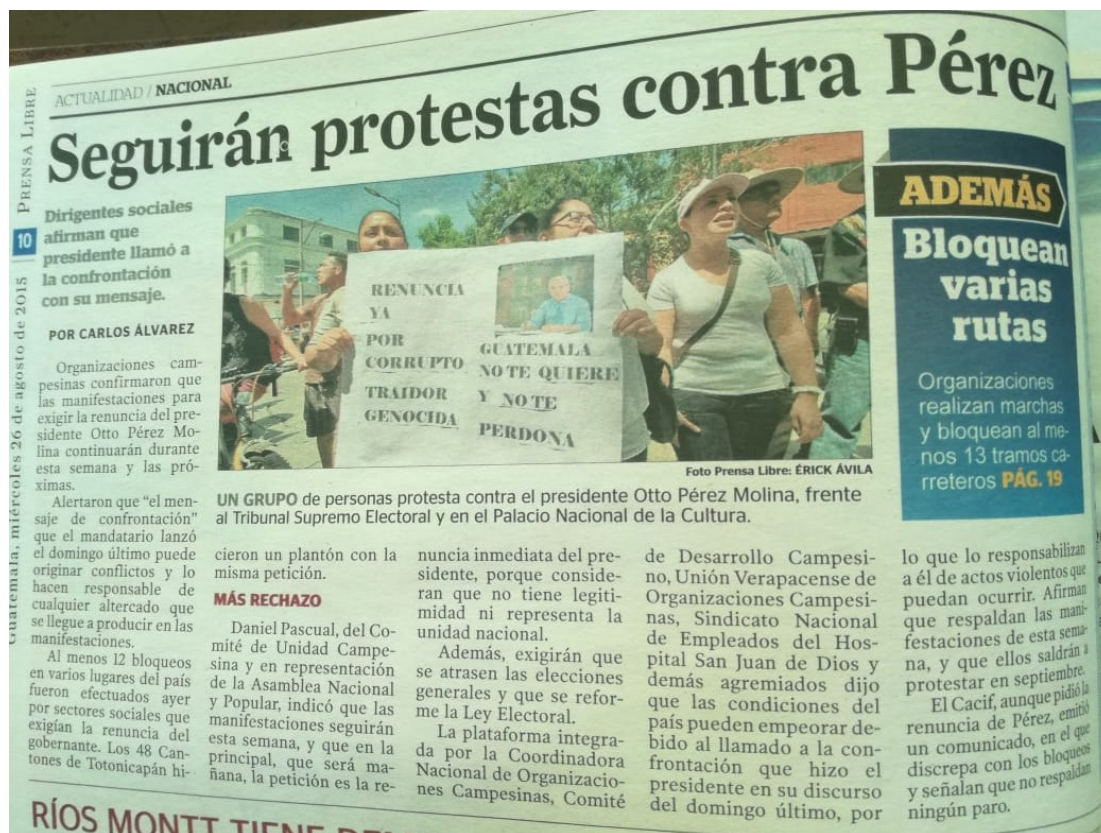 ACTUALIDAD / NACIONAL
Seguirán protestas contra Pérez
PRENSA LIBRE
10
Guatemala, miércoles 26 de agosto de 2015
Dirigentes sociales
afirman que
presidente llamó a
la confrontación
con su mensaje.
POR CARLOS ÁLVAREZ
Organizaciones cam-
pesinas confirmaron que
las manifestaciones para
exigir la renuncia del pre-
sidente Otto Pérez Mo-
lina continuarán durante
esta semana y las pró-
ximas.
Alertaron que “el men-
saje de confrontación”
que el mandatario lanzó
el domingo último puede
originar conflictos y lo
hacen responsable de
cualquier altercado que
se llegue a producir en las
manifestaciones.
Al menos 12 bloqueos
en varios lugares del país
fueron efectuados ayer
por sectores sociales que
exigían la renuncia del
gobernante. Los 48 Can-
tones de Totonicapán hi-
RENUNCIA
YA
POR
CORRUPTO
TRAIDOR
GENOCIDA
GUATEMALA
NO TE QUIERE
Y NO TE
PERDONA
Foto Prensa Libre: ÉRICK ÁVILA
UN GRUPO de personas protesta contra el presidente Otto Pérez Molina, frente
al Tribunal Supremo Electoral y en el Palacio Nacional de la Cultura.
cieron un plantón con la
misma petición.
MÁS RECHAZO
Daniel Pascual, del Co-
mité de Unidad Campe-
sina y en representación
de la Asamblea Nacional
y Popular, indicó que las
manifestaciones seguirán
esta semana, y que en la
principal, que será ma-
ñana, la petición es la re-
nuncia inmediata del pre-
sidente, porque conside-
ran que no tiene legiti-
midad ni representa la
unidad nacional.
Además, exigirán que
se atrasen las elecciones
generales y que se refor-
me la Ley Electoral.
La plataforma integra-
da por la Coordinadora
Nacional de Organizacio-
nes Campesinas, Comité
de Desarrollo Campesi-
no, Unión Verapacense de
Organizaciones Campesi-
nas, Sindicato Nacional
de Empleados del Hos-
pital San Juan de Dios y
demás agremiados dijo
que las condiciones del
país pueden empeorar de-
bido al llamado a la con-
frontación que hizo el
presidente en su discurso
del domingo último, por
lo que lo responsabilizan
a él de actos violentos que
puedan ocurrir. Afirman
que respaldan las mani-
festaciones de esta sema-
na, y que ellos saldrán a
protestar en septiembre.
El Cacif, aunque pidió la
renuncia de Pérez, emitió
un comunicado, en el que
discrepa con los bloqueos
y señalan que no respaldan
ningún paro.
ADEMÁS
Bloquean
varias
rutas
Organizaciones
realizan marchas
y bloquean al me-
nos 13 tramos ca-
rreteros PÁG. 19
RÍOS MONTT TIENE